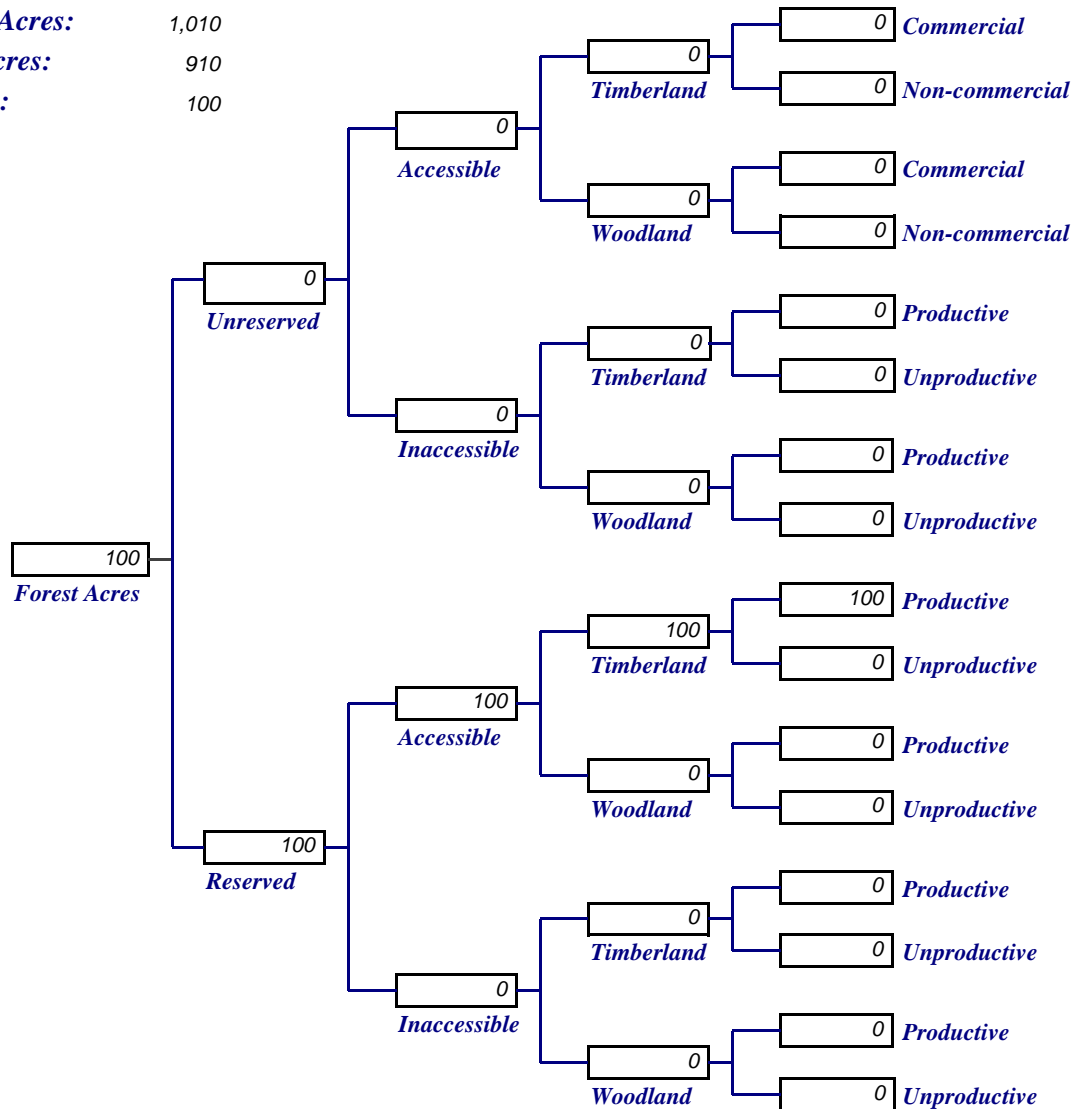 Acres: 1,010
cres: 910
: 100
0 Commercial
0
Timberland
0 Non-commercial
0
Accessible
0 Commercial
0
Woodland
0 Non-commercial
0
Unreserved
0 Productive
0
Timberland
0 Unproductive
0
Inaccessible
0 Productive
0
Woodland
0 Unproductive
100
Forest Acres
100 Productive
100
Timberland
0 Unproductive
100
Accessible
0 Productive
0
Woodland
0 Unproductive
100
Reserved
0 Productive
0
Timberland
0 Unproductive
0
Inaccessible
0 Productive
0
Woodland
0 Unproductive